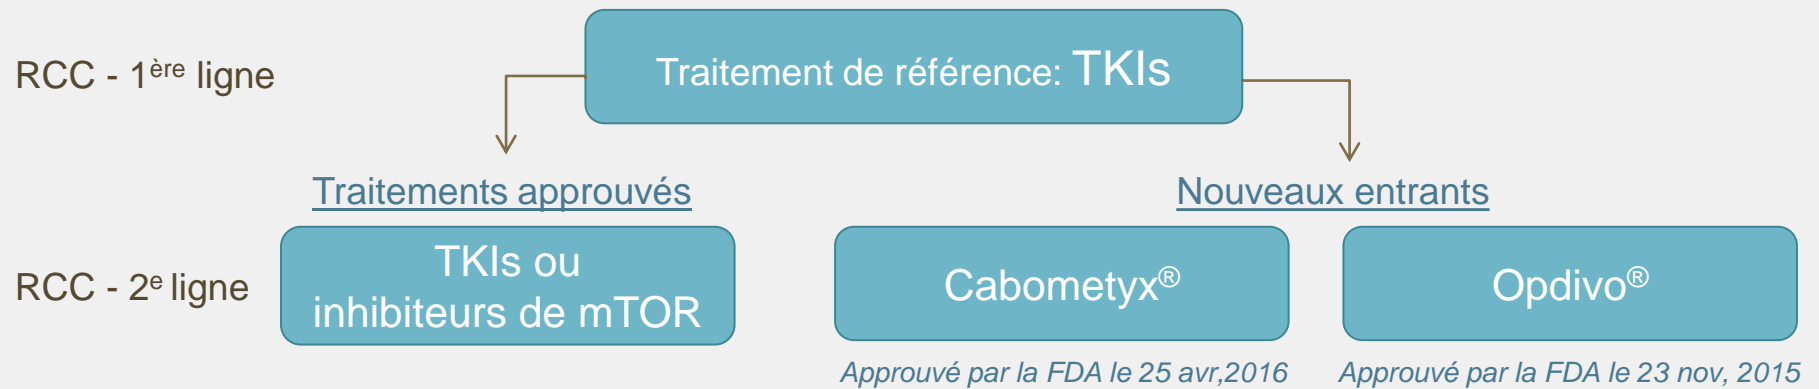 RCC - 1ère ligne
Traitement de référence: TKIs
Traitements approuvés
Nouveaux entrants
RCC - 2e ligne
TKIs ou
inhibiteurs de mTOR
Cabometyx®
Opdivo®
Approuvé par la FDA le 25 avr,2016
Approuvé par la FDA le 23 nov, 2015